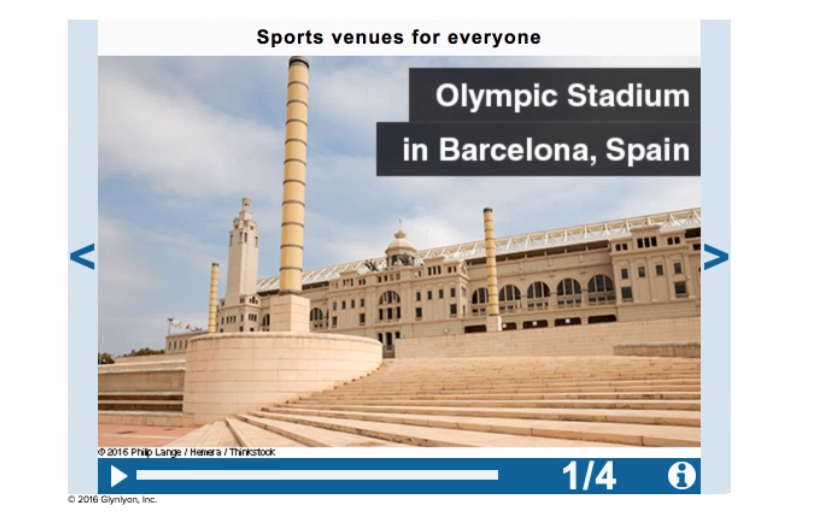 Sports venues for everyone
Olympic Stadium
in Barcelona, Spain
<
>
© 2016 Philip Lange / Hemera / Thinkstock
1/4
i
© 2016 Glynlyon, Inc.